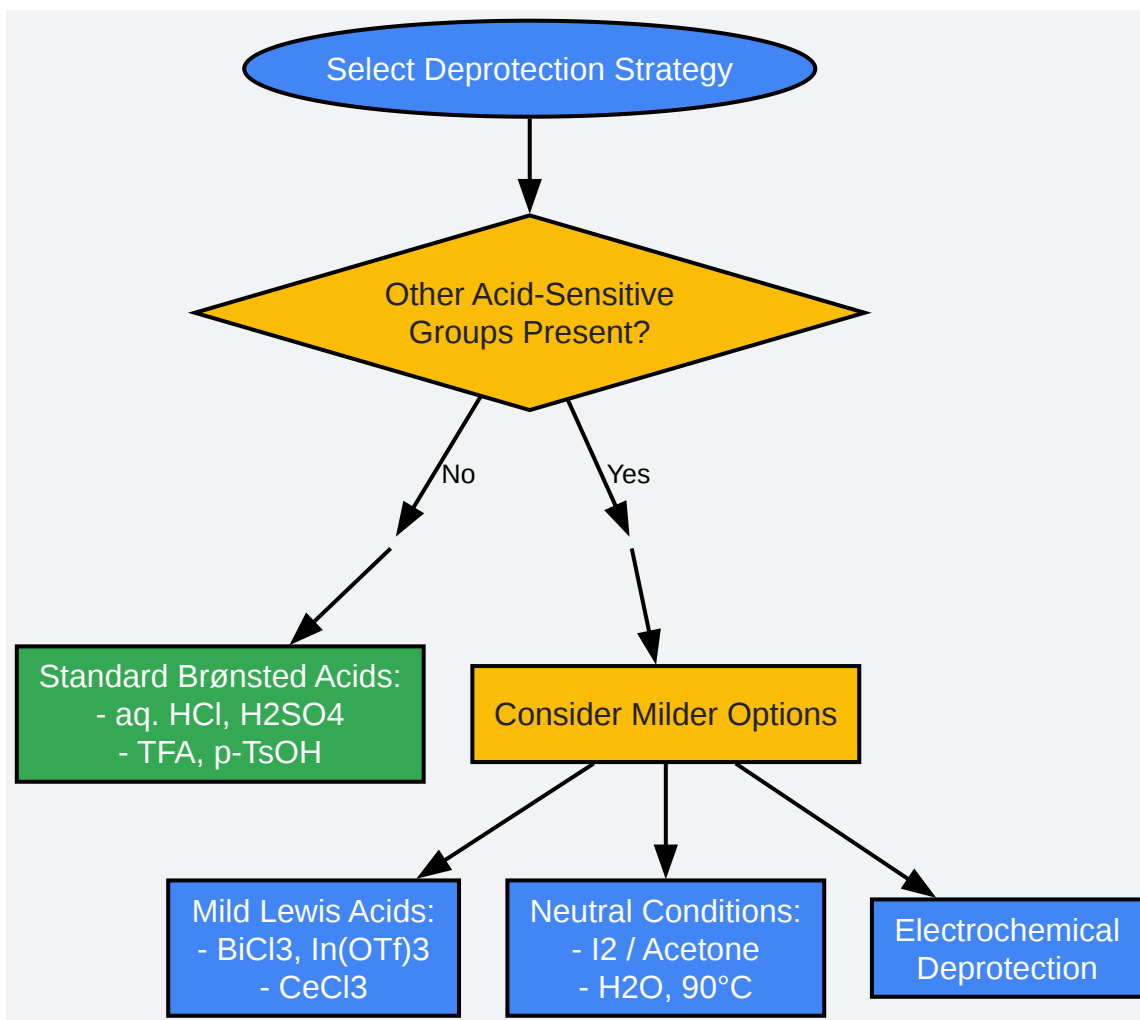 Select Deprotection Strategy
Other Acid-Sensitive
Groups Present?
No
Yes
Standard Brønsted Acids:
- aq. HCl, H2SO4
- TFA, p-TsOH
Consider Milder Options
Mild Lewis Acids:
- BiCl3, In(OTf)3
- CeCl3
Neutral Conditions:
- I2 / Acetone
- H2O, 90°C
Electrochemical
Deprotection